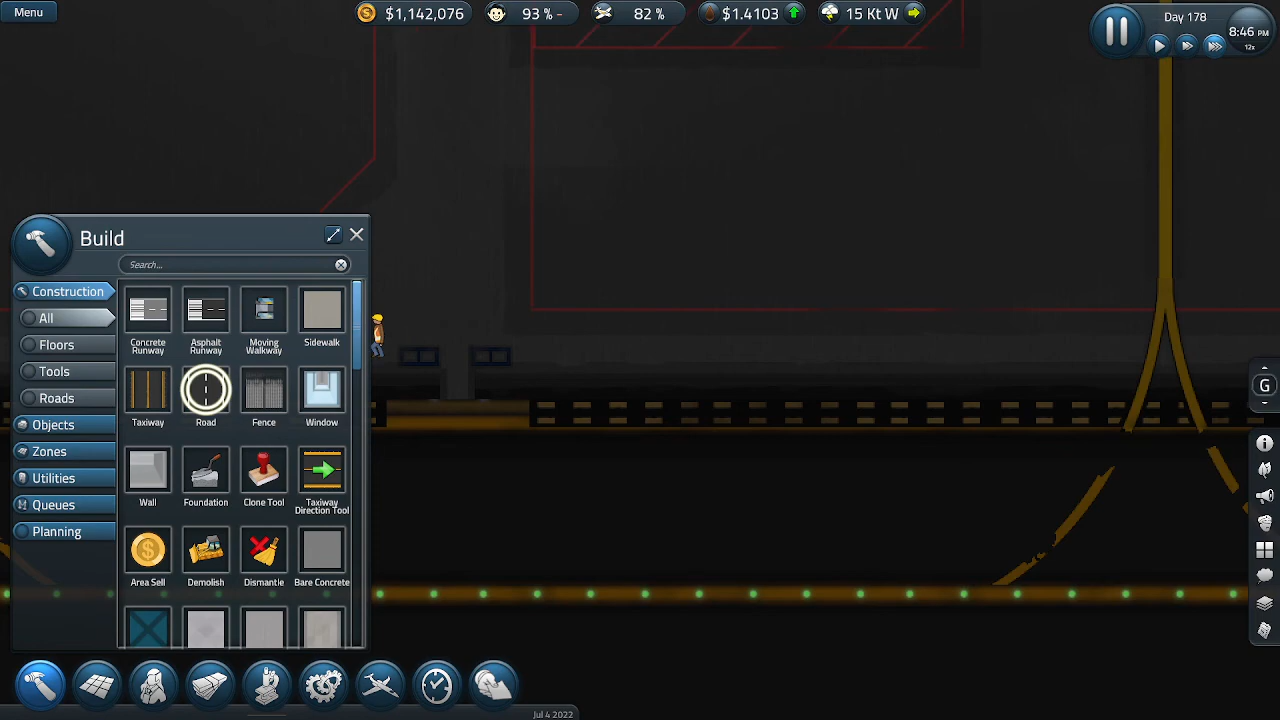 Menu
$1,142,076
93 % -
82 %
$1.4103
15 Kt W
Day 178
8:46 PM
12x
Build
Search...
Construction
All
Floors
Tools
Roads
Objects
Zones
Utilities
Queues
Planning
Concrete Runway
Asphalt Runway
Moving Walkway
Sidewalk
Taxiway
Road
Fence
Window
Wall
Foundation
Clone Tool
Taxiway Direction Tool
Area Sell
Demolish
Dismantle
Bare Concrete
G
Jul 4 2022